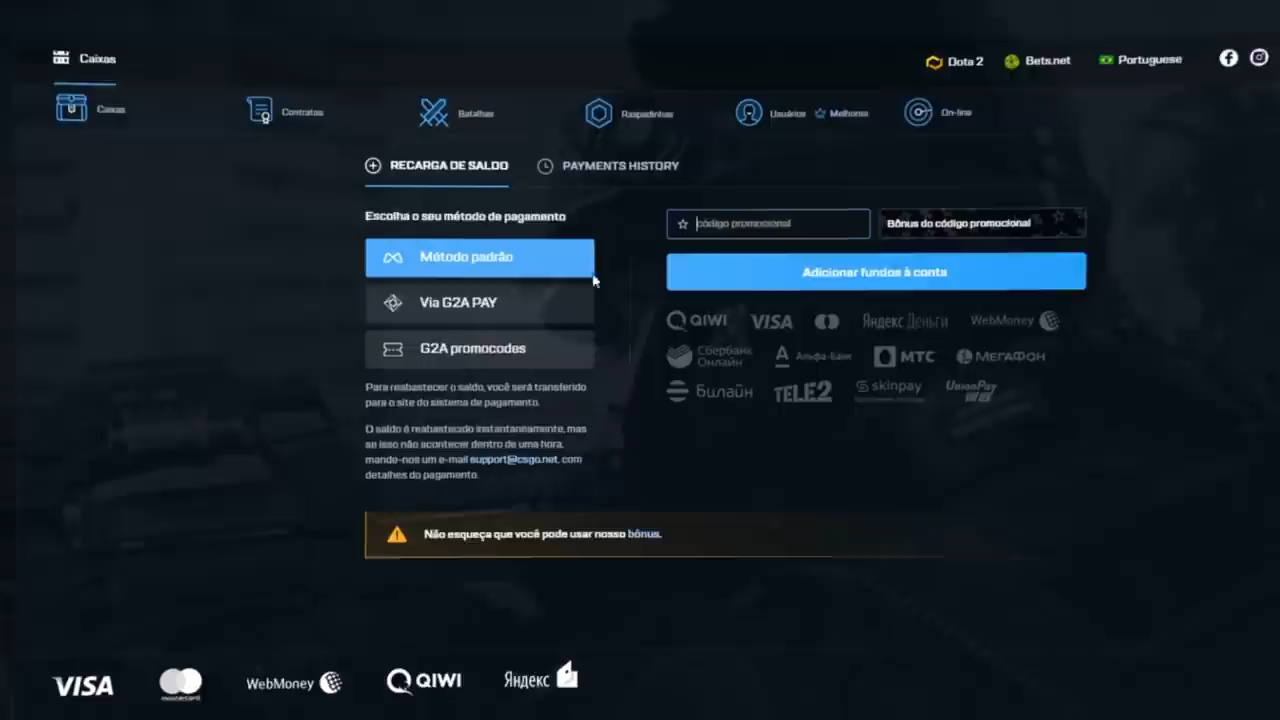 Caixas
Dota 2
Bets.net
Portuguese
Caixas
Contratos
Batalhas
Raspadinhas
Usuários
Melhores
On-line
RECARGA DE SALDO
PAYMENTS HISTORY
Escolha o seu método de pagamento
código promocional
Bônus do código promocional
Método padrão
Adicionar fundos à conta
Via G2A PAY
G2A promocodes
QIWI
VISA
Яндекс Деньги
WebMoney
Сбербанк
Онлайн
Альфа-Банк
МТС
МЕГАФОН
Билайн
TELE2
skinpay
UnionPay
Para reabastecer o saldo, você será transferido
para o site do sistema de pagamento.
O saldo é reabastecido instantaneamente, mas
se isso não acontecer dentro de uma hora,
mande-nos um e-mail support@csgo.net, com
detalhes do pagamento.
Não esqueça que você pode usar nosso bônus.
VISA
mastercard
WebMoney
QIWI
Яндекс